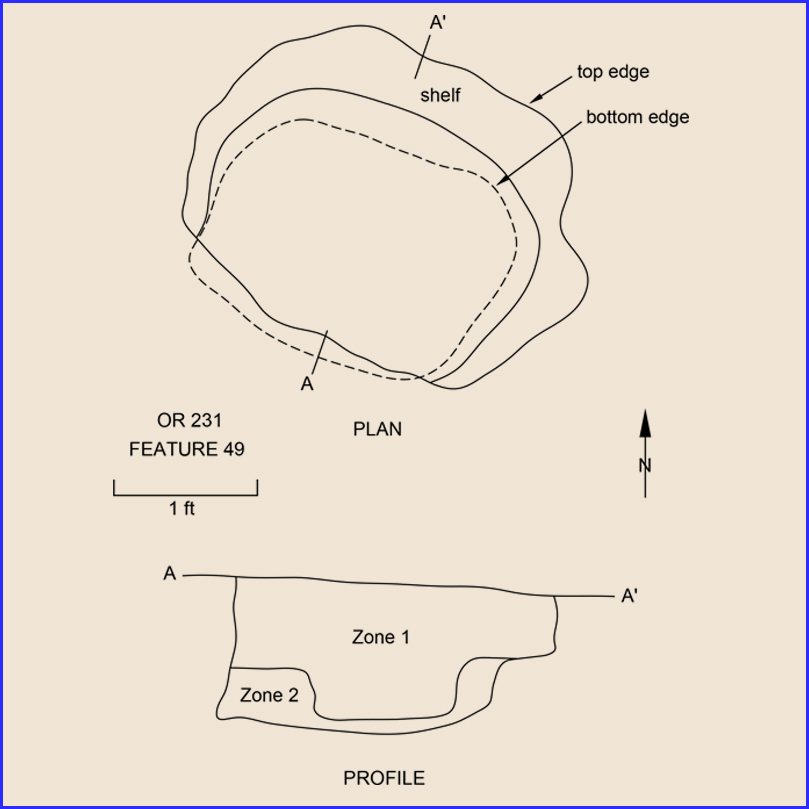 A'
top edge
shelf
bottom edge
A
OR 231
FEATURE 49
PLAN
N
1 ft
A
A'
Zone 1
Zone 2
PROFILE